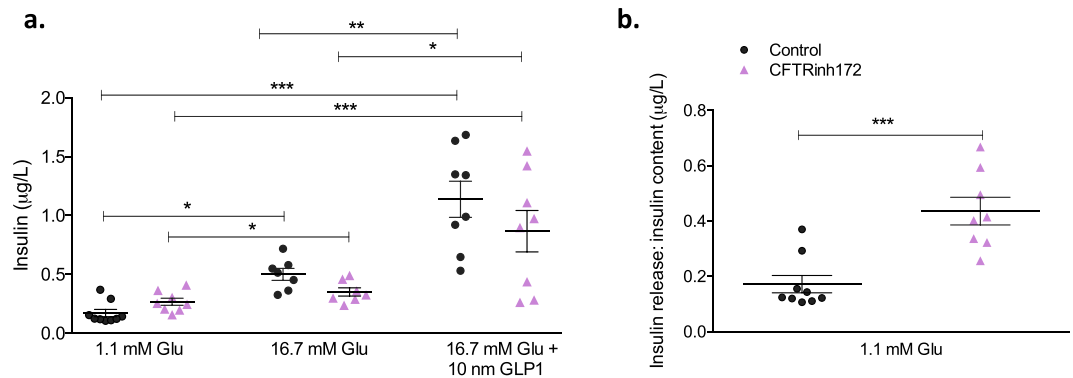 a.
**
*
***
***
*
*
Insulin (µg/L)
2.0
1.5
1.0
0.5
0.0
1.1 mM Glu
16.7 mM Glu
16.7 mM Glu +
10 nm GLP1
b.
Control
CFTRinh172
***
Insulin release: insulin content (µg/L)
0.8
0.6
0.4
0.2
0.0
1.1 mM Glu